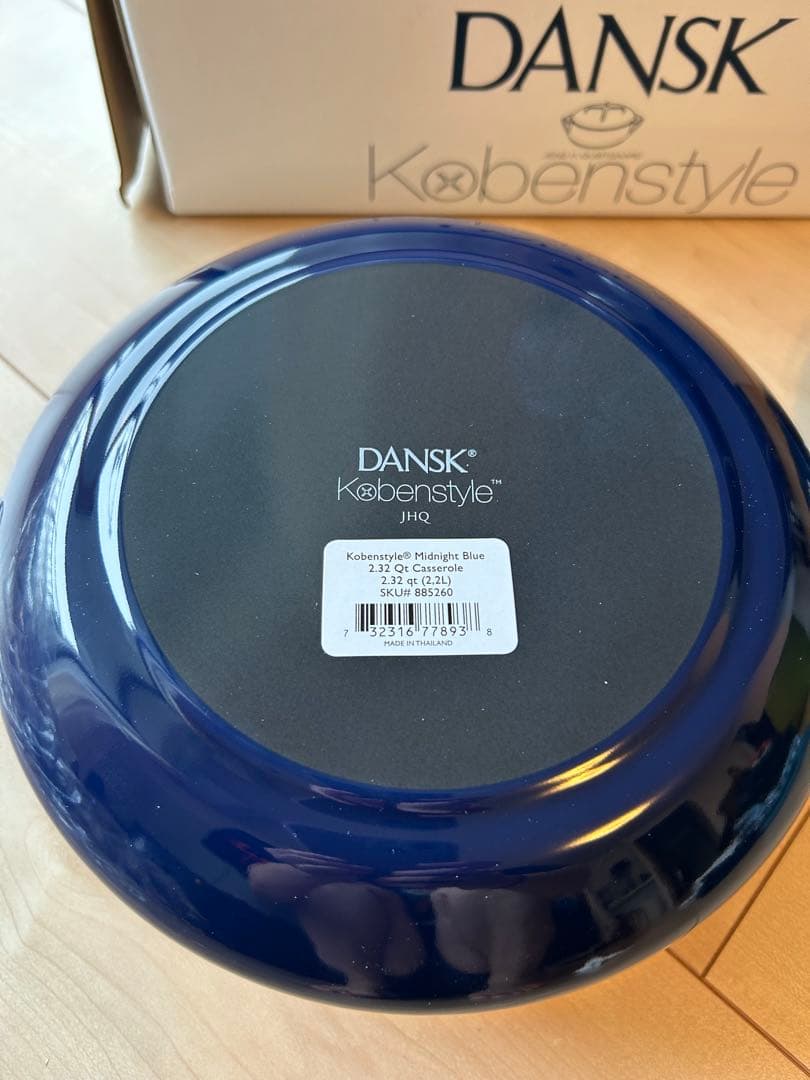 DANSK
Kobenstyle
DANSK®
Kobenstyle™
JHQ
Kobenstyle® Midnight Blue
2.32 Qt Casserole
2.32 qt (2,2L)
SKU# 885260
7 32316 77893 8
MADE IN THAILAND